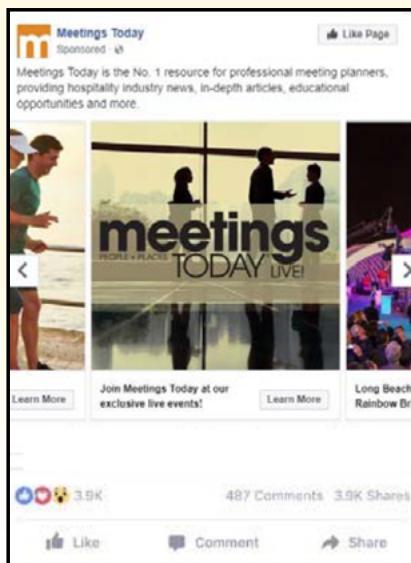 m
Meetings Today
Sponsored
Like Page
Meetings Today is the No. 1 resource for professional meeting planners,
providing hospitality industry news, in-depth articles, educational
opportunities and more.
meetings
PEOPLE + PLACES TODAY LIVE!
Learn More
Join Meetings Today at our
exclusive live events!
Learn More
Long Beach
Rainbow Br
3.9K
487 Comments 3.9K Shares
Like Comment Share